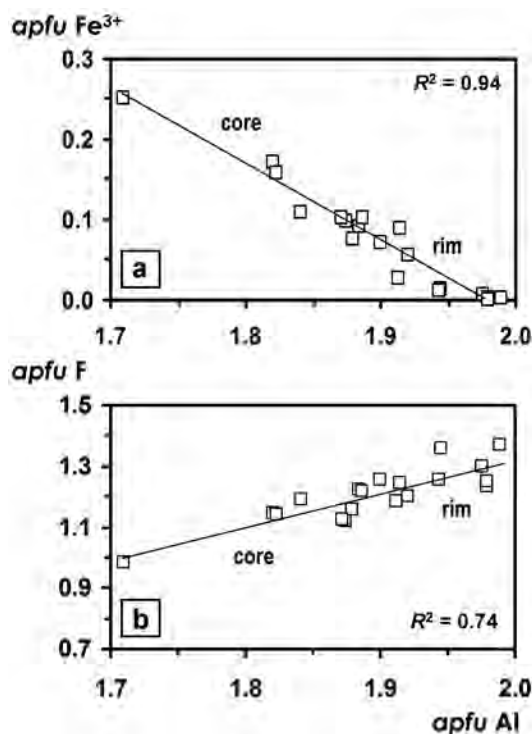 apfu Fe³⁺
0.3
R² = 0.94
core
0.2
0.1
rim
a
0.0
1.7 1.8 1.9 2.0
apfu F
1.5
1.3
rim
1.1
core
0.9
b
R² = 0.74
0.7
1.7 1.8 1.9 2.0
apfu Al